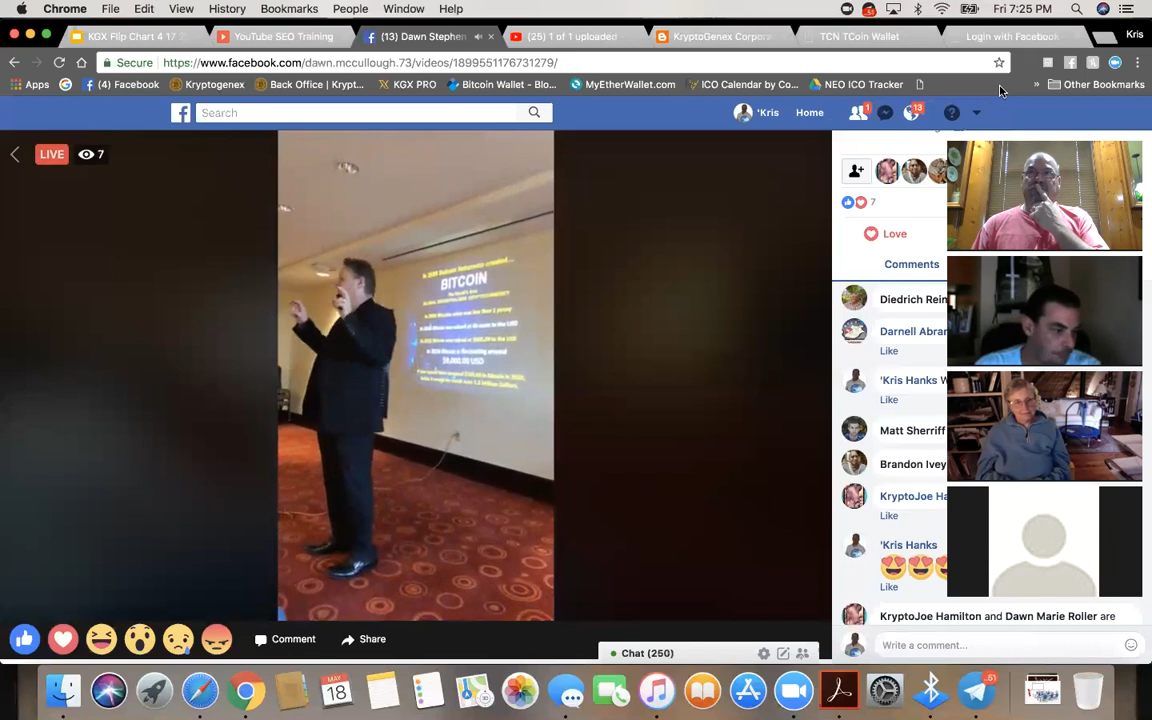 Chrome File Edit View History Bookmarks People Window Help Fri 7:25 PM
KGX Flip Chart 4 17 YouTube SEO Training (13) Dawn Stephen (25) 1 of 1 uploaded KryptoGenex Corpora TCN TCoin Wallet Login with Facebook Kris
Secure https://www.facebook.com/dawn.mccullough.73/videos/1899551176731279/
Apps (4) Facebook Kryptogenex Back Office | Krypt... KGX PRO Bitcoin Wallet - Blo... MyEtherWallet.com ICO Calendar by Co... NEO ICO Tracker » Other Bookmarks
Search 'Kris Home 1 13
LIVE 7
7
Love
Comments
Diedrich Rein
Darnell Abrar
Like
'Kris Hanks W
Like
Matt Sherriff
Brandon Ivey
KryptoJoe Ha
Like
'Kris Hanks
Like
KryptoJoe Hamilton and Dawn Marie Roller are
BITCOIN
Comment Share
Chat (250)
Write a comment...
MAY
18
51